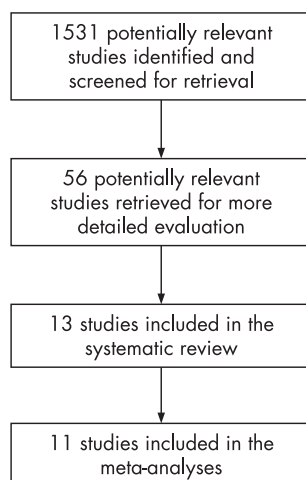 1531 potentially relevant
studies identified and
screened for retrieval
56 potentially relevant
studies retrieved for more
detailed evaluation
13 studies included in the
systematic review
11 studies included in the
meta-analyses